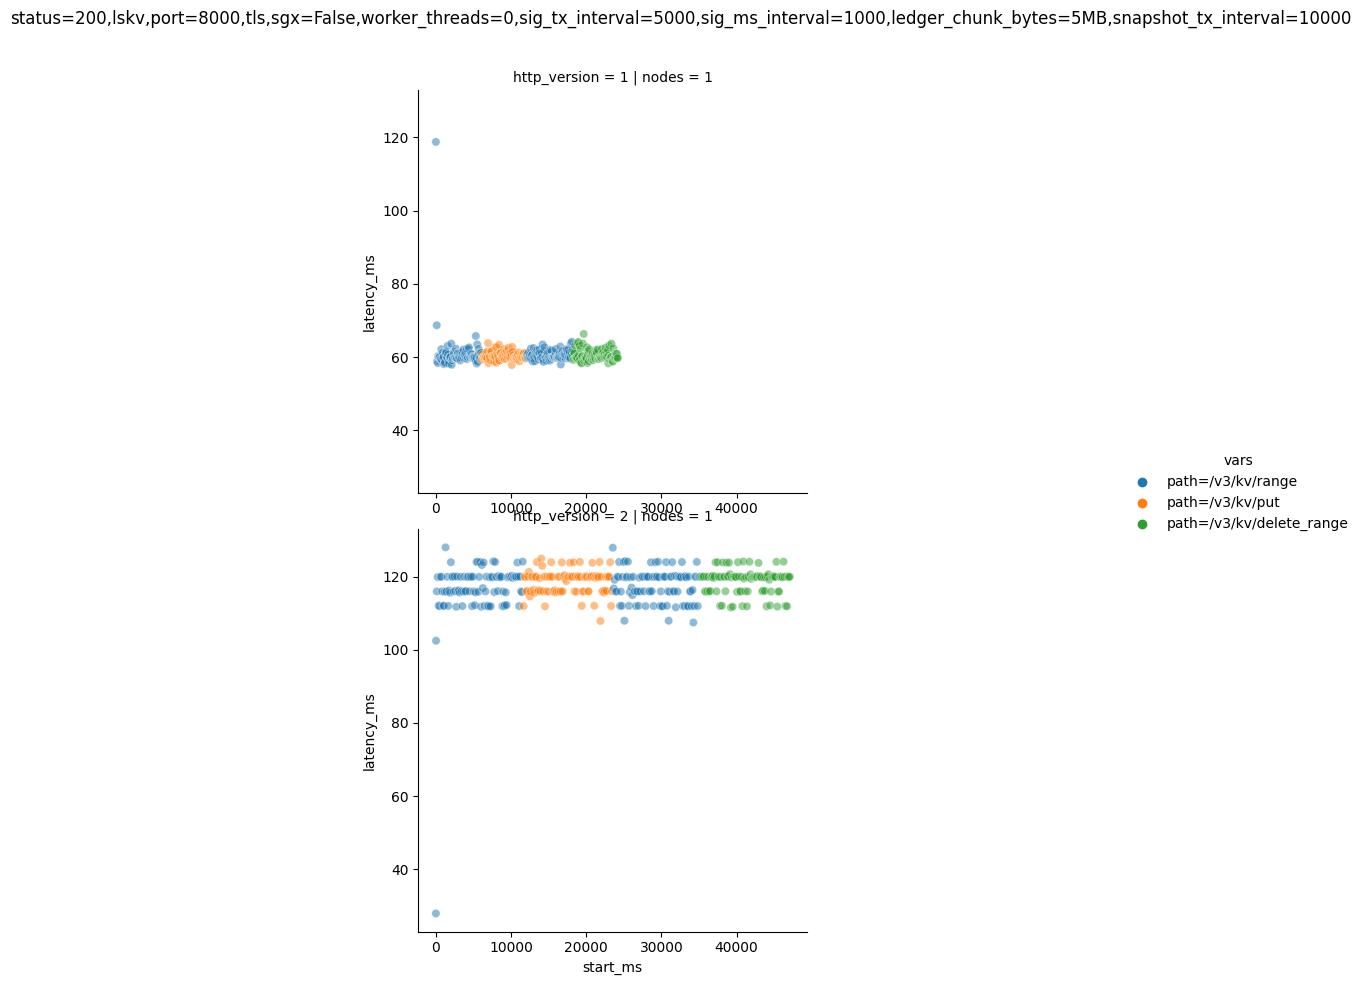 status=200,lskv,port=8000,tls,sgx=False,worker_threads=0,sig_tx_interval=5000,sig_ms_interval=1000,ledger_chunk_bytes=5MB,snapshot_tx_interval=10000
http_version = 1 | nodes = 1
120
100
80
60
40
latency_ms
0 10000 20000 30000 40000
http_version = 2 | nodes = 1
120
100
80
60
40
latency_ms
0 10000 20000 30000 40000
start_ms
vars
path=/v3/kv/range
path=/v3/kv/put
path=/v3/kv/delete_range